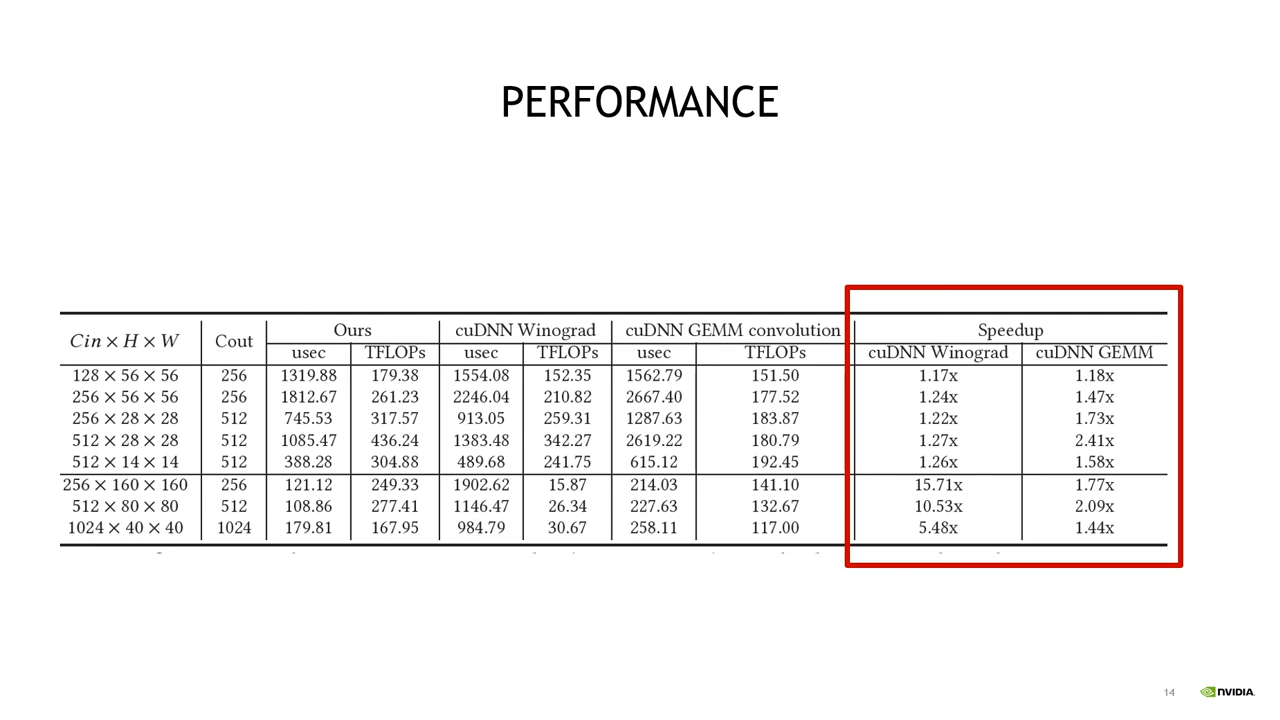 PERFORMANCE
Cin × H × W Cout Ours cuDNN Winograd cuDNN GEMM convolution Speedup
usec TFLOPs usec TFLOPs usec TFLOPs cuDNN Winograd cuDNN GEMM
128 × 56 × 56 256 1319.88 179.38 1554.08 152.35 1562.79 151.50 1.17x 1.18x
256 × 56 × 56 256 1812.67 261.23 2246.04 210.82 2667.40 177.52 1.24x 1.47x
256 × 28 × 28 512 745.53 317.57 913.05 259.31 1287.63 183.87 1.22x 1.73x
512 × 28 × 28 512 1085.47 436.24 1383.48 342.27 2619.22 180.79 1.27x 2.41x
512 × 14 × 14 512 388.28 304.88 489.68 241.75 615.12 192.45 1.26x 1.58x
256 × 160 × 160 256 121.12 249.33 1902.62 15.87 214.03 141.10 15.71x 1.77x
512 × 80 × 80 512 108.86 277.41 1146.47 26.34 227.63 132.67 10.53x 2.09x
1024 × 40 × 40 1024 179.81 167.95 984.79 30.67 258.11 117.00 5.48x 1.44x
14 NVIDIA.